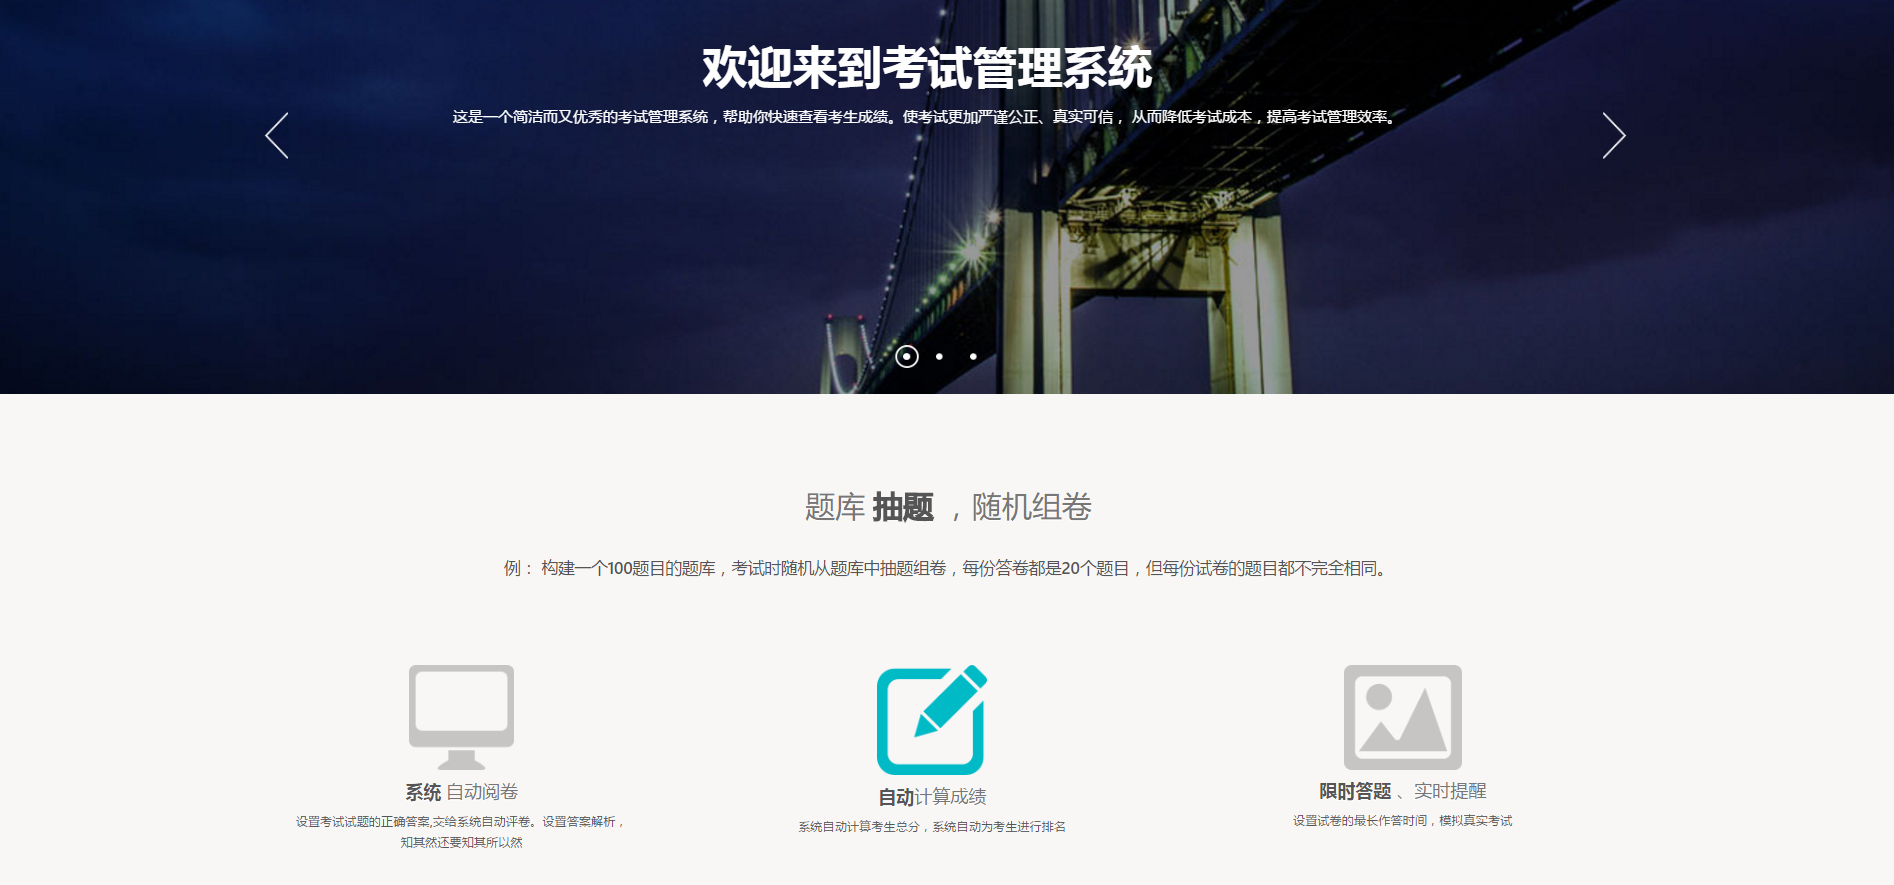 欢迎来到考试管理系统
这是一个简洁而又优秀的考试管理系统，帮助你快速查看考生成绩。使考试更加严谨公正、真实可信， 从而降低考试成本，提高考试管理效率。
题库 抽题 ，随机组卷
例： 构建一个100题目的题库，考试时随机从题库中抽题组卷，每份答卷都是20个题目，但每份试卷的题目都不完全相同。
系统 自动阅卷
设置考试试题的正确答案,交给系统自动评卷。设置答案解析，
知其然还要知其所以然
自动计算成绩
系统自动计算考生总分，系统自动为考生进行排名
限时答题 、实时提醒
设置试卷的最长作答时间，模拟真实考试